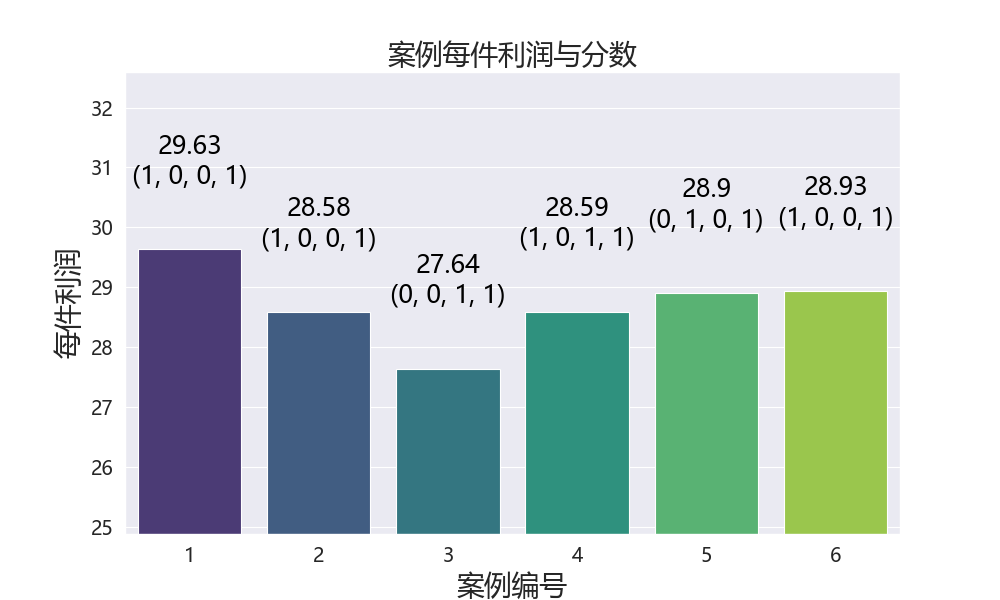 案例每件利润与分数
32
31
30
29
28
27
26
25
每件利润
29.63
(1, 0, 0, 1)
28.58
(1, 0, 0, 1)
27.64
(0, 0, 1, 1)
28.59
(1, 0, 1, 1)
28.9
(0, 1, 0, 1)
28.93
(1, 0, 0, 1)
1 2 3 4 5 6
案例编号